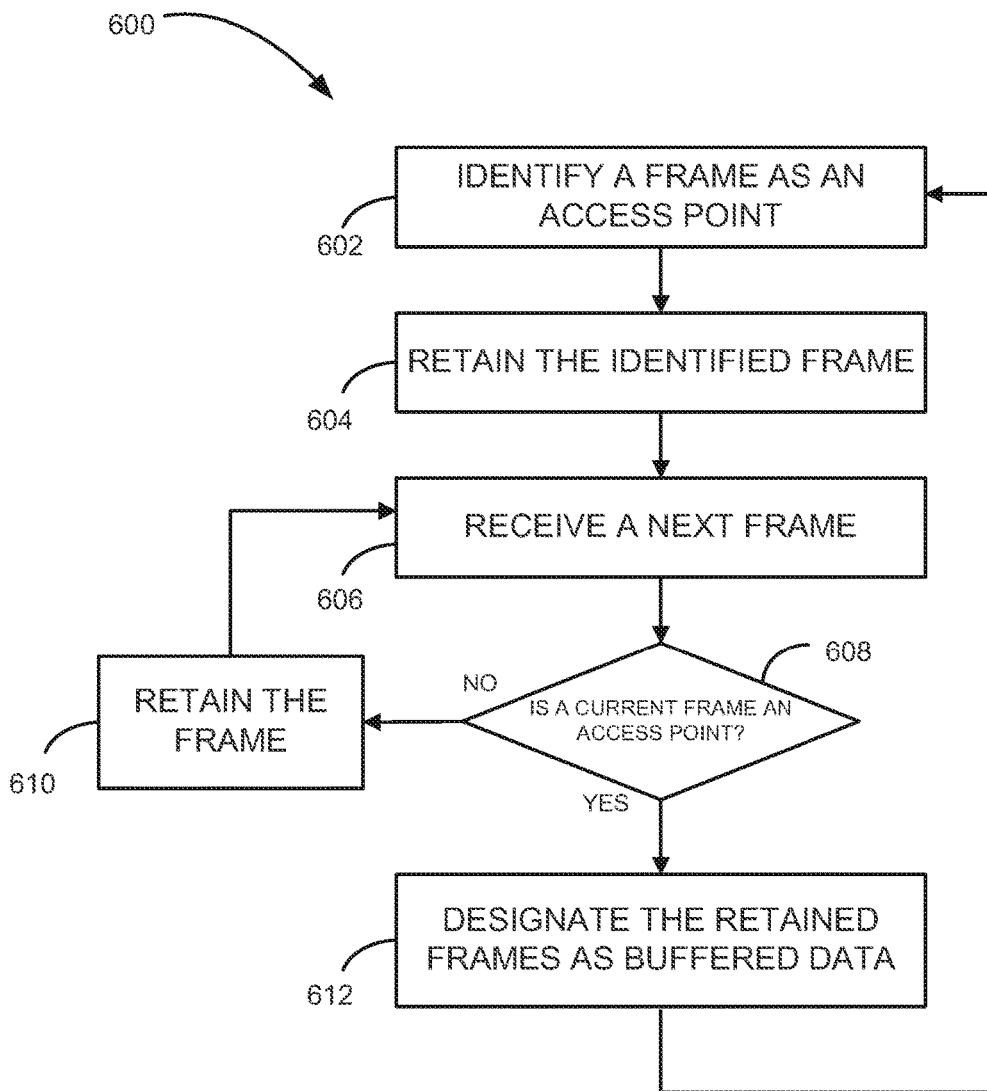 600
IDENTIFY A FRAME AS AN
ACCESS POINT
602
RETAIN THE IDENTIFIED FRAME
604
RECEIVE A NEXT FRAME
606
608
NO
IS A CURRENT FRAME AN
ACCESS POINT?
RETAIN THE
FRAME
610
YES
DESIGNATE THE RETAINED
FRAMES AS BUFFERED DATA
612